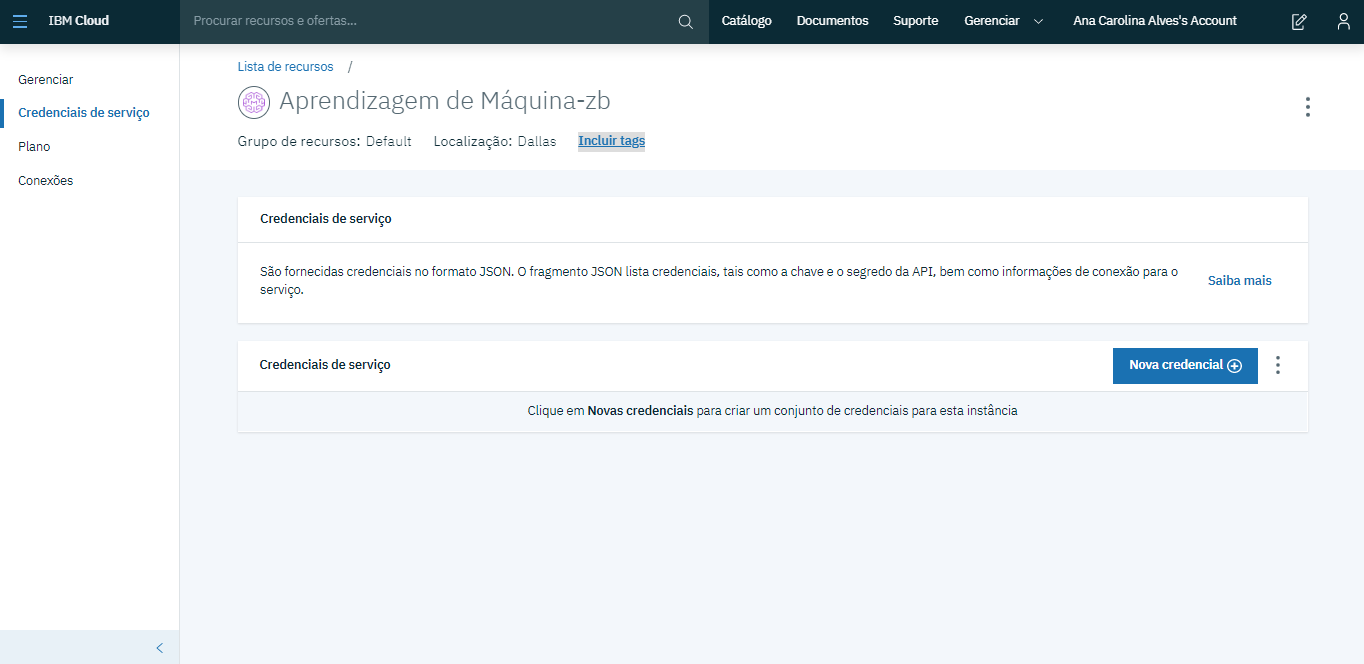 IBM Cloud
Procurar recursos e ofertas...
Catálogo
Documentos
Suporte
Gerenciar
Ana Carolina Alves's Account
Gerenciar
Credenciais de serviço
Plano
Conexões
Lista de recursos /
Aprendizagem de Máquina-zb
Grupo de recursos: Default Localização: Dallas Incluir tags
Credenciais de serviço
São fornecidas credenciais no formato JSON. O fragmento JSON lista credenciais, tais como a chave e o segredo da API, bem como informações de conexão para o
serviço.
Saiba mais
Credenciais de serviço
Nova credencial
Clique em Novas credenciais para criar um conjunto de credenciais para esta instância